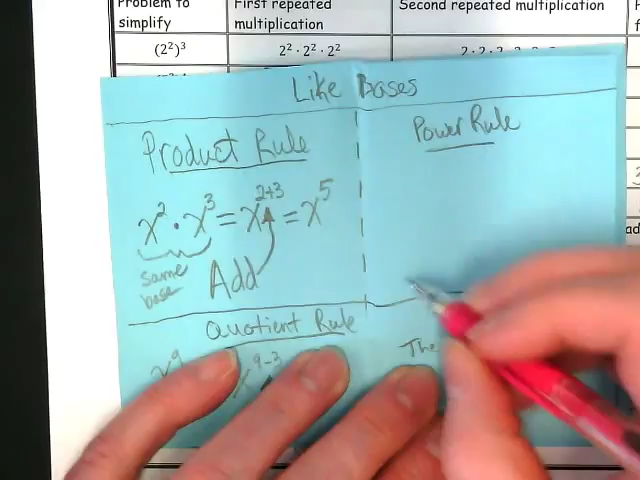 Problem to simplify
First repeated multiplication
Second repeated multiplication
(2²)³
2² · 2² · 2²
Like Bases
Product Rule
Power Rule
x² · x³ = x²⁺³ = x⁵
same base
Add
Quotient Rule
x⁹
x⁹⁻³
The